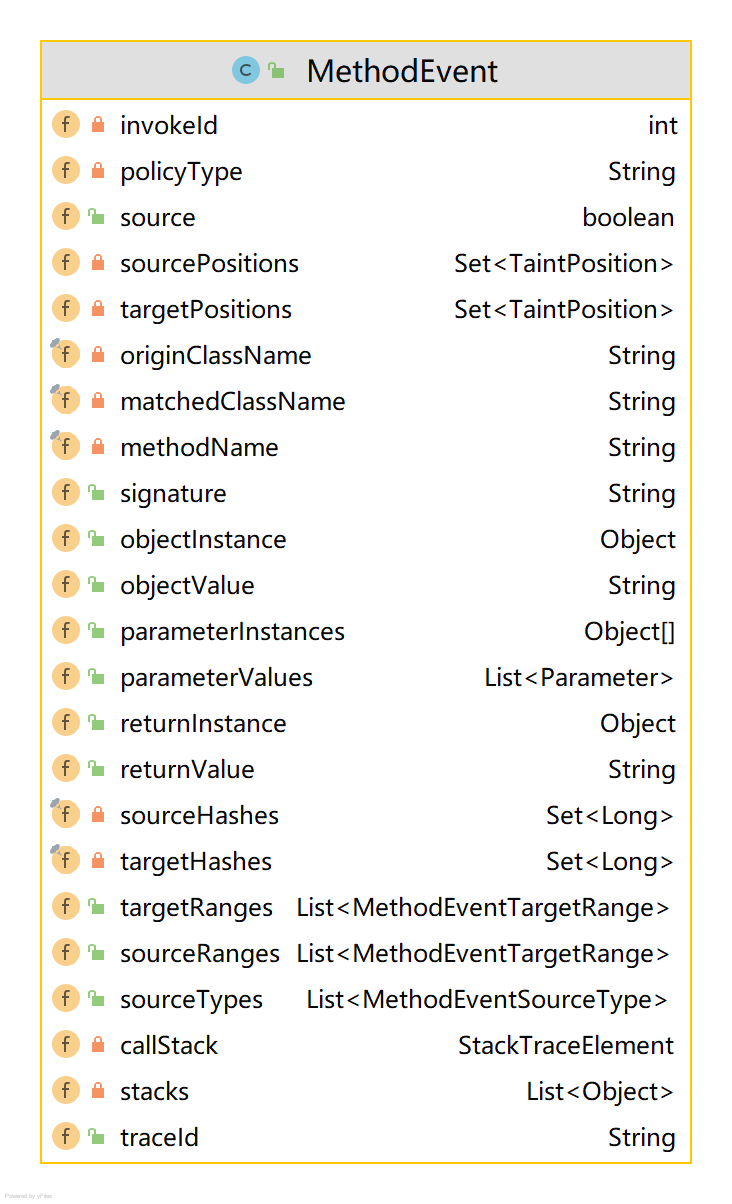 C MethodEvent
f invokeId int
f policyType String
f source boolean
f sourcePositions Set<TaintPosition>
f targetPositions Set<TaintPosition>
f originClassName String
f matchedClassName String
f methodName String
f signature String
f objectInstance Object
f objectValue String
f parameterInstances Object[]
f parameterValues List<Parameter>
f returnInstance Object
f returnValue String
f sourceHashes Set<Long>
f targetHashes Set<Long>
f targetRanges List<MethodEventTargetRange>
f sourceRanges List<MethodEventTargetRange>
f sourceTypes List<MethodEventSourceType>
f callStack StackTraceElement
f stacks List<Object>
f traceId String
Powered by yFiles